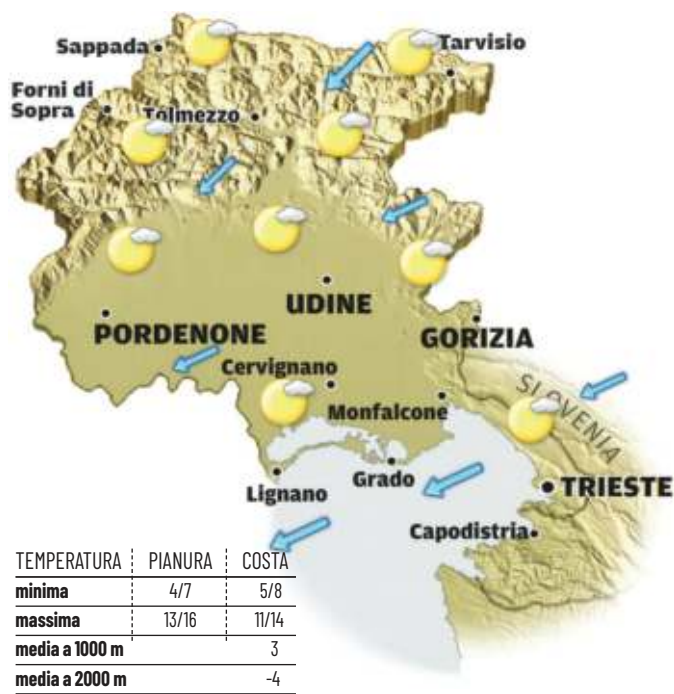 Sappada
Tarvisio
Forni di
Sopra
Tolmezzo
UDINE
PORDENONE
GORIZIA
Cervignano
SLOVENIA
Monfalcone
Grado
Lignano
TRIESTE
Capodistria
TEMPERATURA PIANURA COSTA
minima 4/7 5/8
massima 13/16 11/14
media a 1000 m 3
media a 2000 m -4